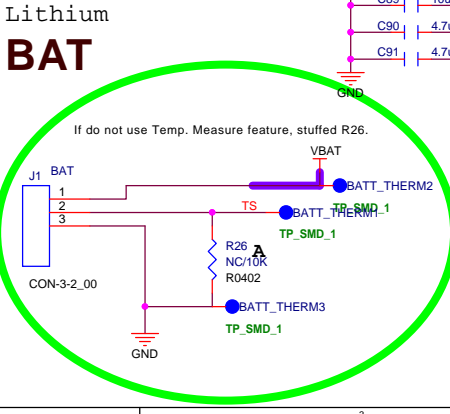 Lithium
BAT
C90
4.7
C91
4.7
GND
If do not use Temp. Measure feature, stuffed R26.
VBAT
J1
BAT
1
2
3
TS
BATT_THERM2
TP_SMD_1
BATT_THERM1
TP_SMD_1
R26
A
NC/10K
R0402
CON-3-2_00
BATT_THERM3
TP_SMD_1
GND